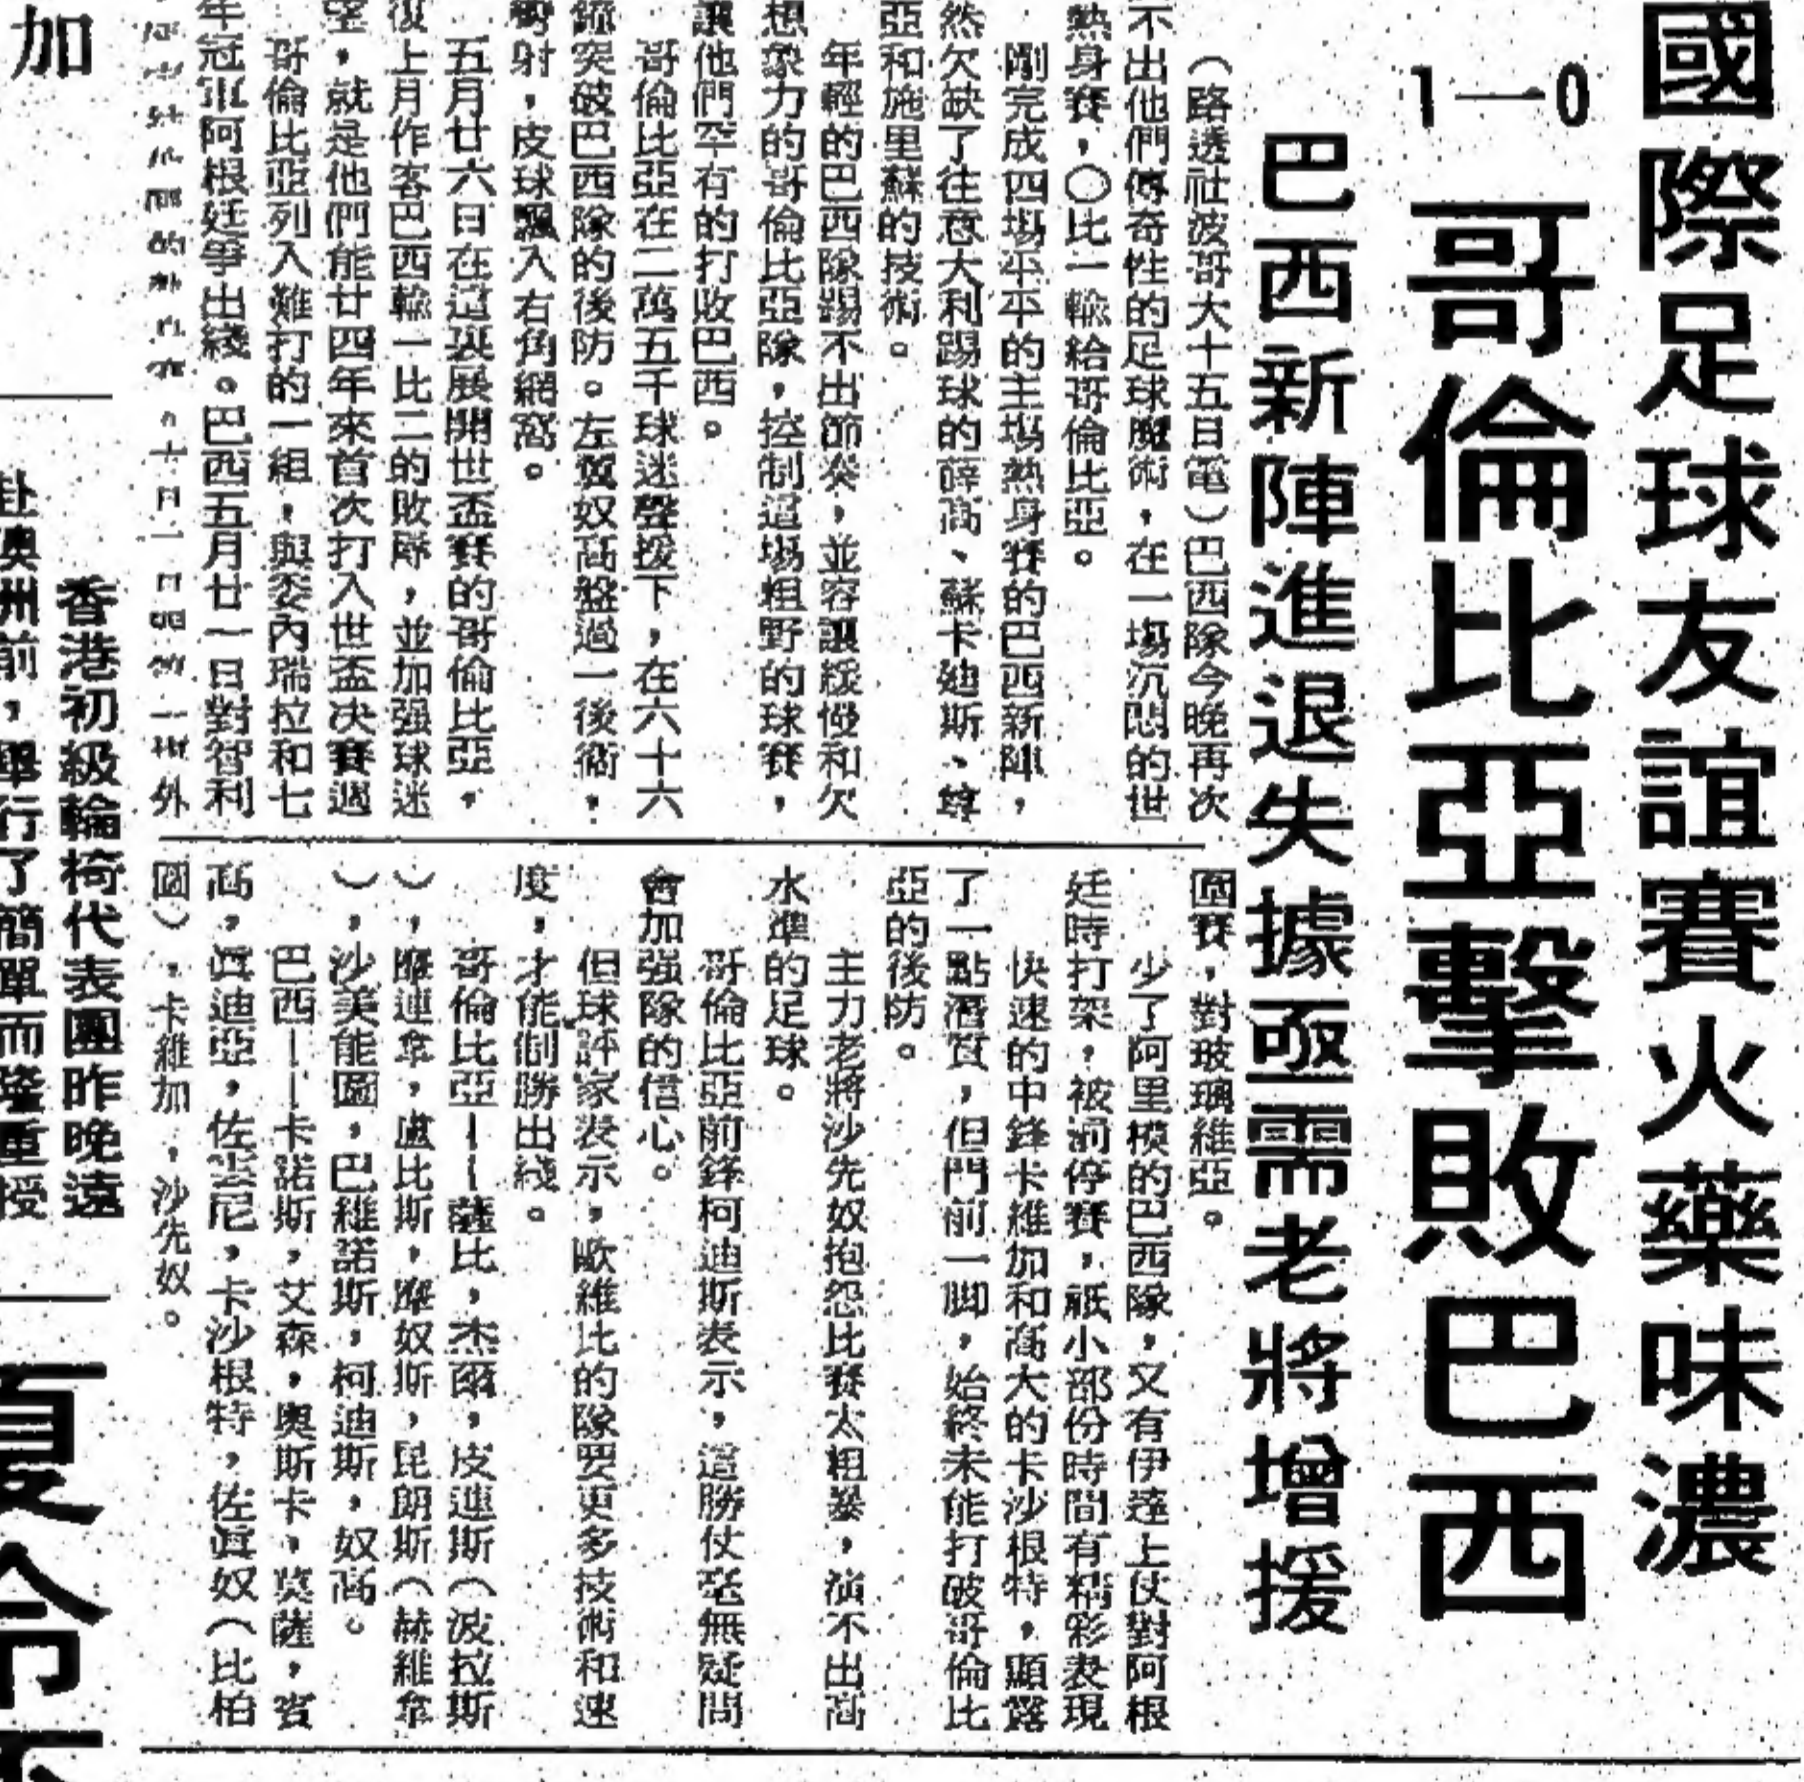 國際足球友誼賽火藥味濃
1—0
哥倫比亞擊敗巴西
巴西新陣進退失據亟需老將增援
（路透社波哥大十五日電）巴西隊今晚再次
不出他們傳奇性的足球魔術，在一場沉悶的世
熱身賽，〇比一輸給哥倫比亞。
剛完成四場平平的主場熱身賽的巴西新陣，
然欠缺了往意大利踢球的薛高、蘇卡廸斯、尊
亞和施里蘇的技術。
年輕的巴西隊踢不出節奏，並容讓緩慢和欠
想象力的哥倫比亞隊，控制這場粗野的球賽，
讓他們罕有的打敗巴西。
哥倫比亞在二萬五千球迷聲援下，在六十六
鐘突破巴西隊的後防。左翼奴高盤過一後衞，
射，皮球飄入右角網窩。
五月廿六日在這裏展開世盃賽的哥倫比亞，
復上月作客巴西輸一比二的敗陣，並加强球迷
望，就是他們能廿四年來首次打入世盃決賽週
哥倫比亞列入難打的一組，與委內瑞拉和七
年冠軍阿根廷爭出綫。巴西五月廿一日對智利
外
圍賽，對玻璃維亞。
少了阿里模的巴西隊，又有伊達上仗對阿根
廷時打架，被罰停賽，祇小部份時間有精彩表現
快速的中鋒卡維加和高大的卡沙根特，顯露
了一點潛質，但門前一脚，始終未能打破哥倫比
亞的後防。
主力老將沙先奴抱怨比賽太粗暴，演不出高
水準的足球。
哥倫比亞前鋒柯迪斯表示，這勝仗毫無疑問
會加强隊的信心。
但球評家表示，歐維比的隊要更多技術和速
度，才能制勝出綫。
哥倫比亞——薩比，杰爾，皮連斯（波拉斯
），連拿，盧比斯，奴斯，昆朗斯（赫維拿
），沙美能圖，巴維諾斯，柯迪斯，奴高。
巴西——卡諾斯，艾森，奧斯卡，莫薩，賓
高，眞迪亞，佐雲尼，卡沙根特，佐眞奴（比柏
圖），卡維加，沙先奴。
加
香港初級輪椅代表團昨晚遠
赴澳洲前，舉行了簡單而隆重授
夏令